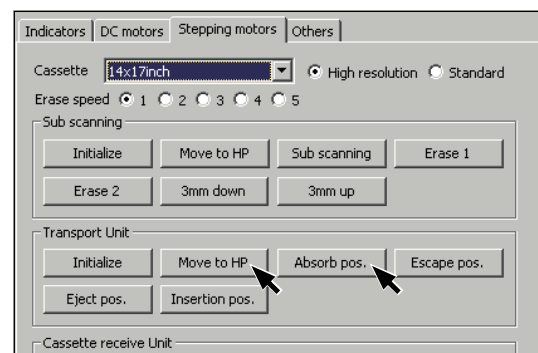 Indicators DC motors Stepping motors Others
Cassette 14x17inch High resolution Standard
Erase speed 1 2 3 4 5
Sub scanning
Initialize Move to HP Sub scanning Erase 1
Erase 2 3mm down 3mm up
Transport Unit
Initialize Move to HP Absorb pos. Escape pos.
Eject pos. Insertion pos.
Cassette receive Unit